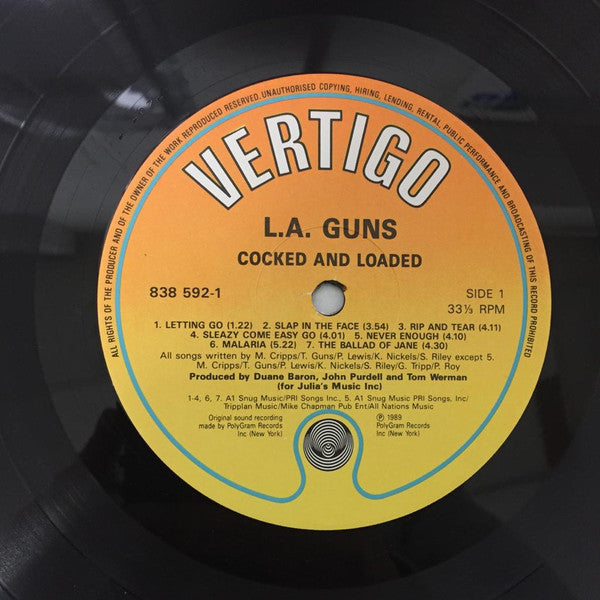 ALL RIGHTS OF THE PRODUCER AND OF THE OWNER OF THE WORK REPRODUCED RESERVED UNAUTHORISED COPYING, HIRING, LENDING, RENTAL, PUBLIC PERFORMANCE AND BROADCASTING OF THIS RECORD PROHIBITED
VERTIGO
L.A. GUNS
COCKED AND LOADED
838 592-1
SIDE 1
33⅓ RPM
1. LETTING GO (1.22) 2. SLAP IN THE FACE (3.54) 3. RIP AND TEAR (4.11)
4. SLEAZY COME EASY GO (4.01) 5. NEVER ENOUGH (4.10)
6. MALARIA (5.22) 7. THE BALLAD OF JANE (4.30)
All songs written by M. Cripps/T. Guns/P. Lewis/K. Nickels/S. Riley except 5.
M. Cripps/T. Guns/P. Lewis/K. Nickels/S. Riley/G. Tripp/P. Roy
Produced by Duane Baron, John Purdell and Tom Werman
(for Julia's Music Inc)
1-4, 6, 7. A1 Snug Music/PRI Songs Inc., 5. A1 Snug Music/PRI Songs, Inc/
Tripplan Music/Mike Chapman Pub Ent/All Nations Music
Original sound recording
made by PolyGram Records
Inc (New York)
℗ 1989
PolyGram Records
Inc (New York)